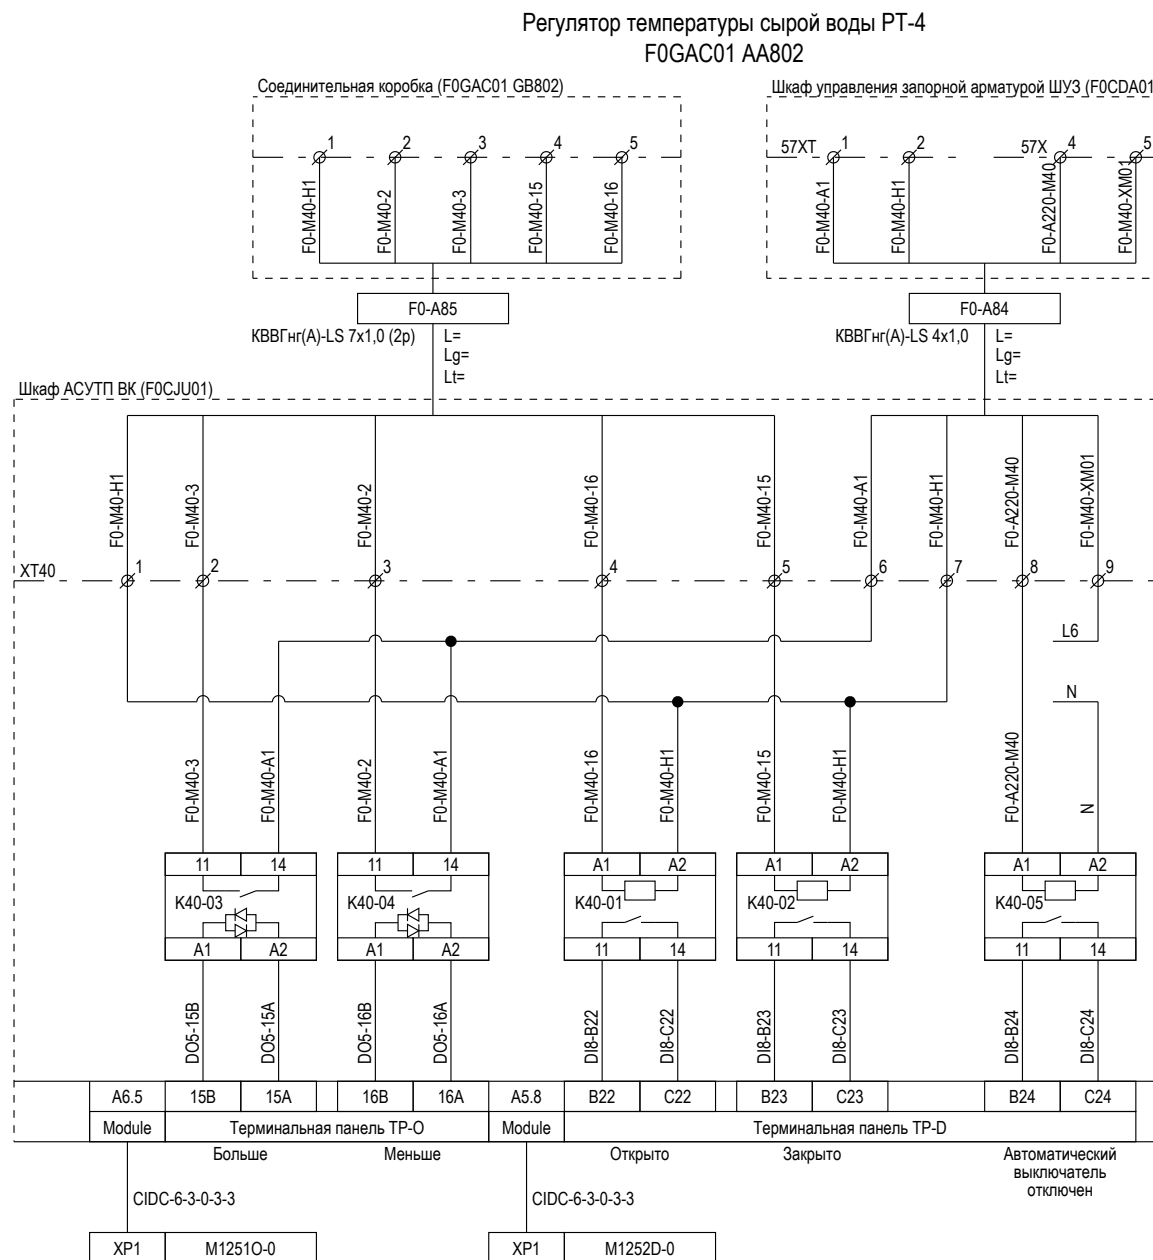 Регулятор температуры сырой воды РТ-4
F0GAC01 AA802
Соединительная коробка (F0GAC01 GB802)
Шкаф управления запорной арматурой ШУЗ (F0CDA01
1 2 3 4 5
57XT 1 2 57X 4 5
F0-M40-H1 F0-M40-2 F0-M40-3 F0-M40-15 F0-M40-16
F0-M40-A1 F0-M40-H1 F0-A220-M40 F0-M40-XM01
F0-A85 F0-A84
КВВГнг(А)-LS 7x1,0 (2р) L=
Lg=
Lt=
КВВГнг(А)-LS 4x1,0 L=
Lg=
Lt=
Шкаф АСУТП ВК (F0CJU01)
F0-M40-H1 F0-M40-3 F0-M40-2 F0-M40-16 F0-M40-15 F0-M40-A1 F0-M40-H1 F0-A220-M40 F0-M40-XM01
XT40 1 2 3 4 5 6 7 8 9
L6
N
F0-M40-3 F0-M40-A1 F0-M40-2 F0-M40-A1 F0-M40-16 F0-M40-H1 F0-M40-15 F0-M40-H1 F0-A220-M40 N
11 14 11 14 A1 A2 A1 A2 A1 A2
K40-03 K40-04 K40-01 K40-02 K40-05
A1 A2 A1 A2 11 14 11 14 11 14
DO5-15B DO5-15A DO5-16B DO5-16A DI8-B22 DI8-C22 DI8-B23 DI8-C23 DI8-B24 DI8-C24
A6.5 15B 15A 16B 16A A5.8 B22 C22 B23 C23 B24 C24
Module Терминальная панель TP-O Module Терминальная панель TP-D
Больше Меньше Открыто Закрыто Автоматический
выключатель
отключен
CIDC-6-3-0-3-3 CIDC-6-3-0-3-3
XP1 M1251O-0 XP1 M1252D-0